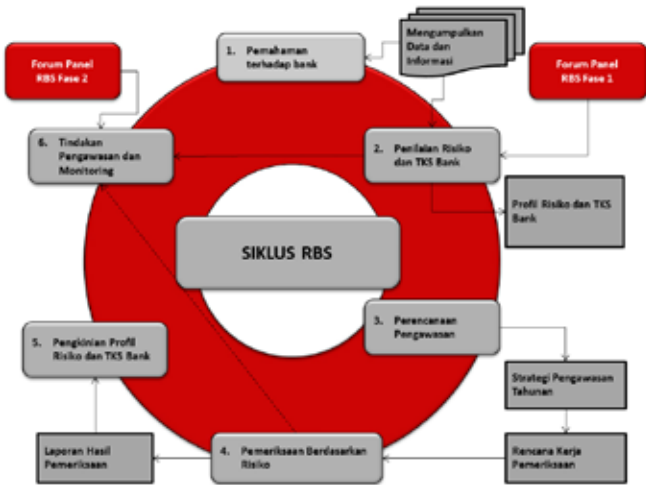 Forum Panel
RBS Fase 2
1. Pemahaman
terhadap bank
Mengumpulkan
Data dan
Informasi
Forum Panel
RBS Fase 1
6. Tindakan
Pengawasan dan
Monitoring
2. Penilaian Risiko
dan TKS Bank
Profil Risiko dan TKS
Bank
SIKLUS RBS
3. Perencanaan
Pengawasan
5. Pengkinian Profil
Risiko dan TKS Bank
Strategi Pengawasan
Tahunan
Laporan Hasil
Pemeriksaan
4. Pemeriksaan Berdasarkan
Risiko
Rencana Kerja
Pemeriksaan